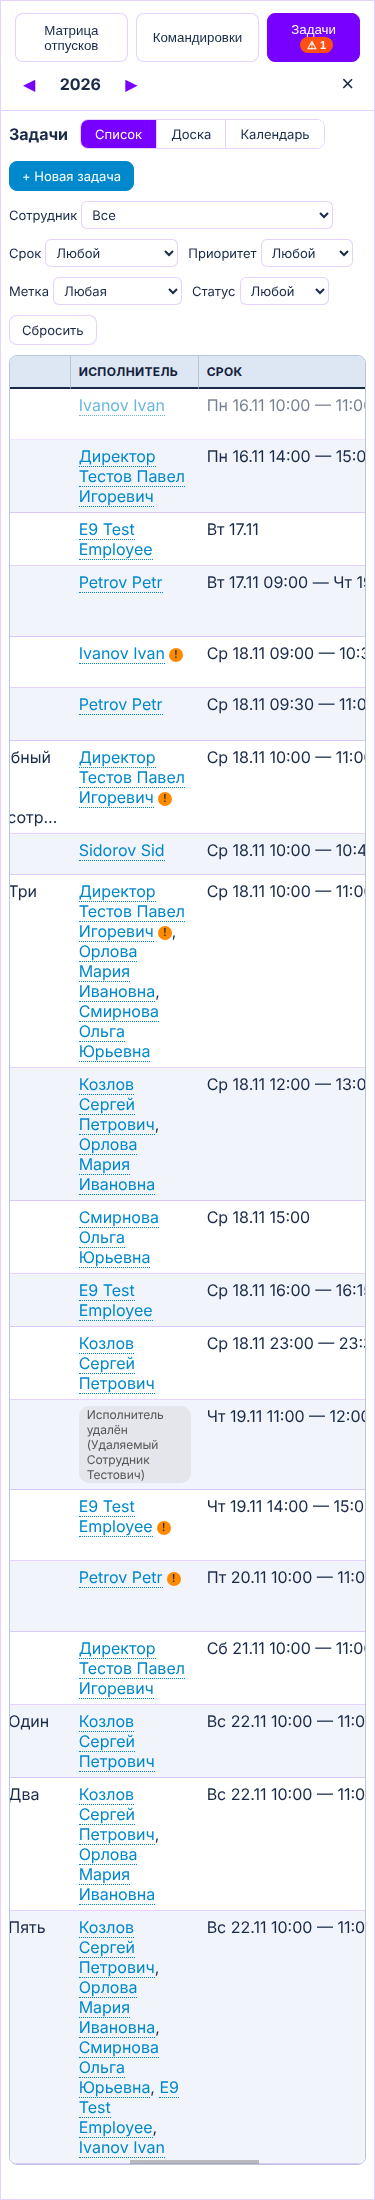 Матрица
отпусков
Командировки
Задачи
⚠ 1
◀ 2026 ▶ ×
Задачи Список Доска Календарь
+ Новая задача
Сотрудник Все
Срок Любой Приоритет Любой
Метка Любая Статус Любой
Сбросить
ИСПОЛНИТЕЛЬ СРОК
Ivanov Ivan Пн 16.11 10:00 — 11:00
Директор Пн 16.11 14:00 — 15:0
Тестов Павел
Игоревич
E9 Test Вт 17.11
Employee
Petrov Petr Вт 17.11 09:00 — Чт 19
Ivanov Ivan ! Ср 18.11 09:00 — 10:3
Petrov Petr Ср 18.11 09:30 — 11:0
бный Директор Ср 18.11 10:00 — 11:00
Тестов Павел
Игоревич !
сотр...
Sidorov Sid Ср 18.11 10:00 — 10:4
Три Директор Ср 18.11 10:00 — 11:00
Тестов Павел
Игоревич !,
Орлова
Мария
Ивановна,
Смирнова
Ольга
Юрьевна
Козлов Ср 18.11 12:00 — 13:0
Сергей
Петрович,
Орлова
Мария
Ивановна
Смирнова Ср 18.11 15:00
Ольга
Юрьевна
E9 Test Ср 18.11 16:00 — 16:15
Employee
Козлов Ср 18.11 23:00 — 23:
Сергей
Петрович
Исполнитель Чт 19.11 11:00 — 12:00
удалён
(Удаляемый
Сотрудник
Тестович)
E9 Test Чт 19.11 14:00 — 15:0
Employee !
Petrov Petr ! Пт 20.11 10:00 — 11:0
Директор Сб 21.11 10:00 — 11:00
Тестов Павел
Игоревич
Один Козлов Вс 22.11 10:00 — 11:0
Сергей
Петрович
Два Козлов Вс 22.11 10:00 — 11:0
Сергей
Петрович,
Орлова
Мария
Ивановна
Пять Козлов Вс 22.11 10:00 — 11:0
Сергей
Петрович,
Орлова
Мария
Ивановна,
Смирнова
Ольга
Юрьевна, E9
Test
Employee,
Ivanov Ivan